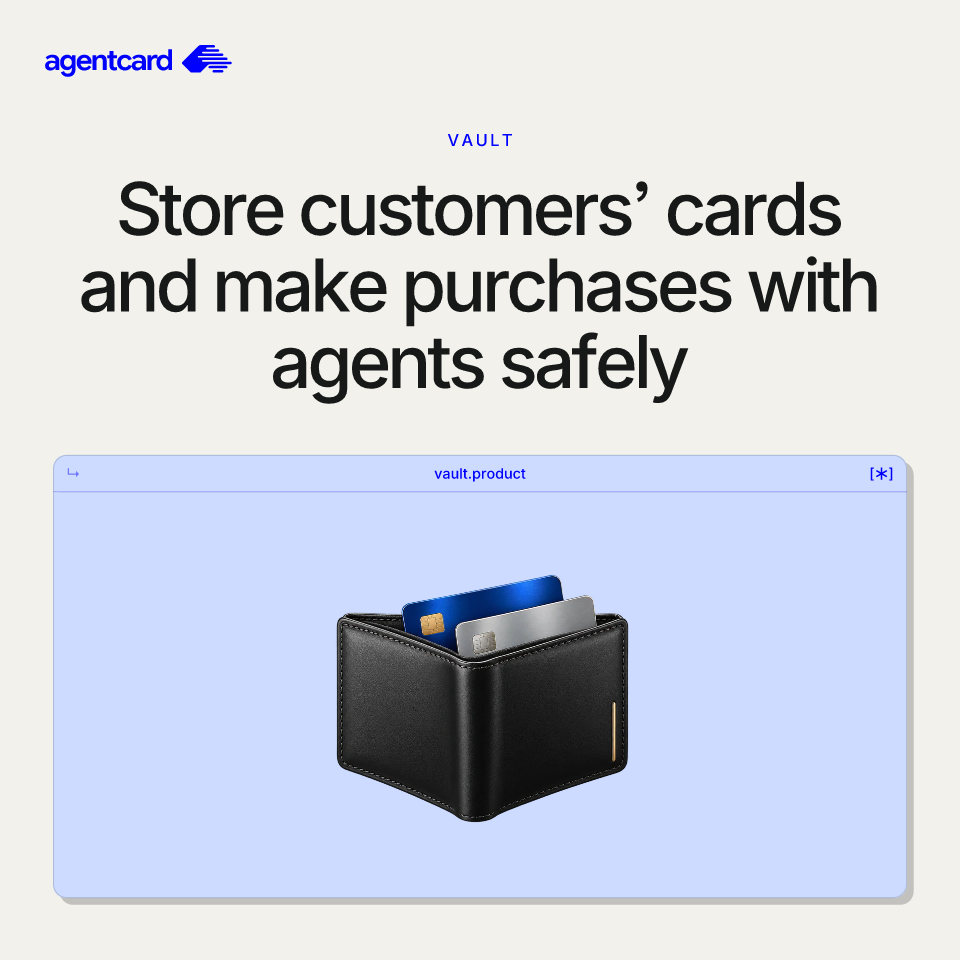 agentcard
VAULT
Store customers’ cards
and make purchases with
agents safely
vault.product
[*]